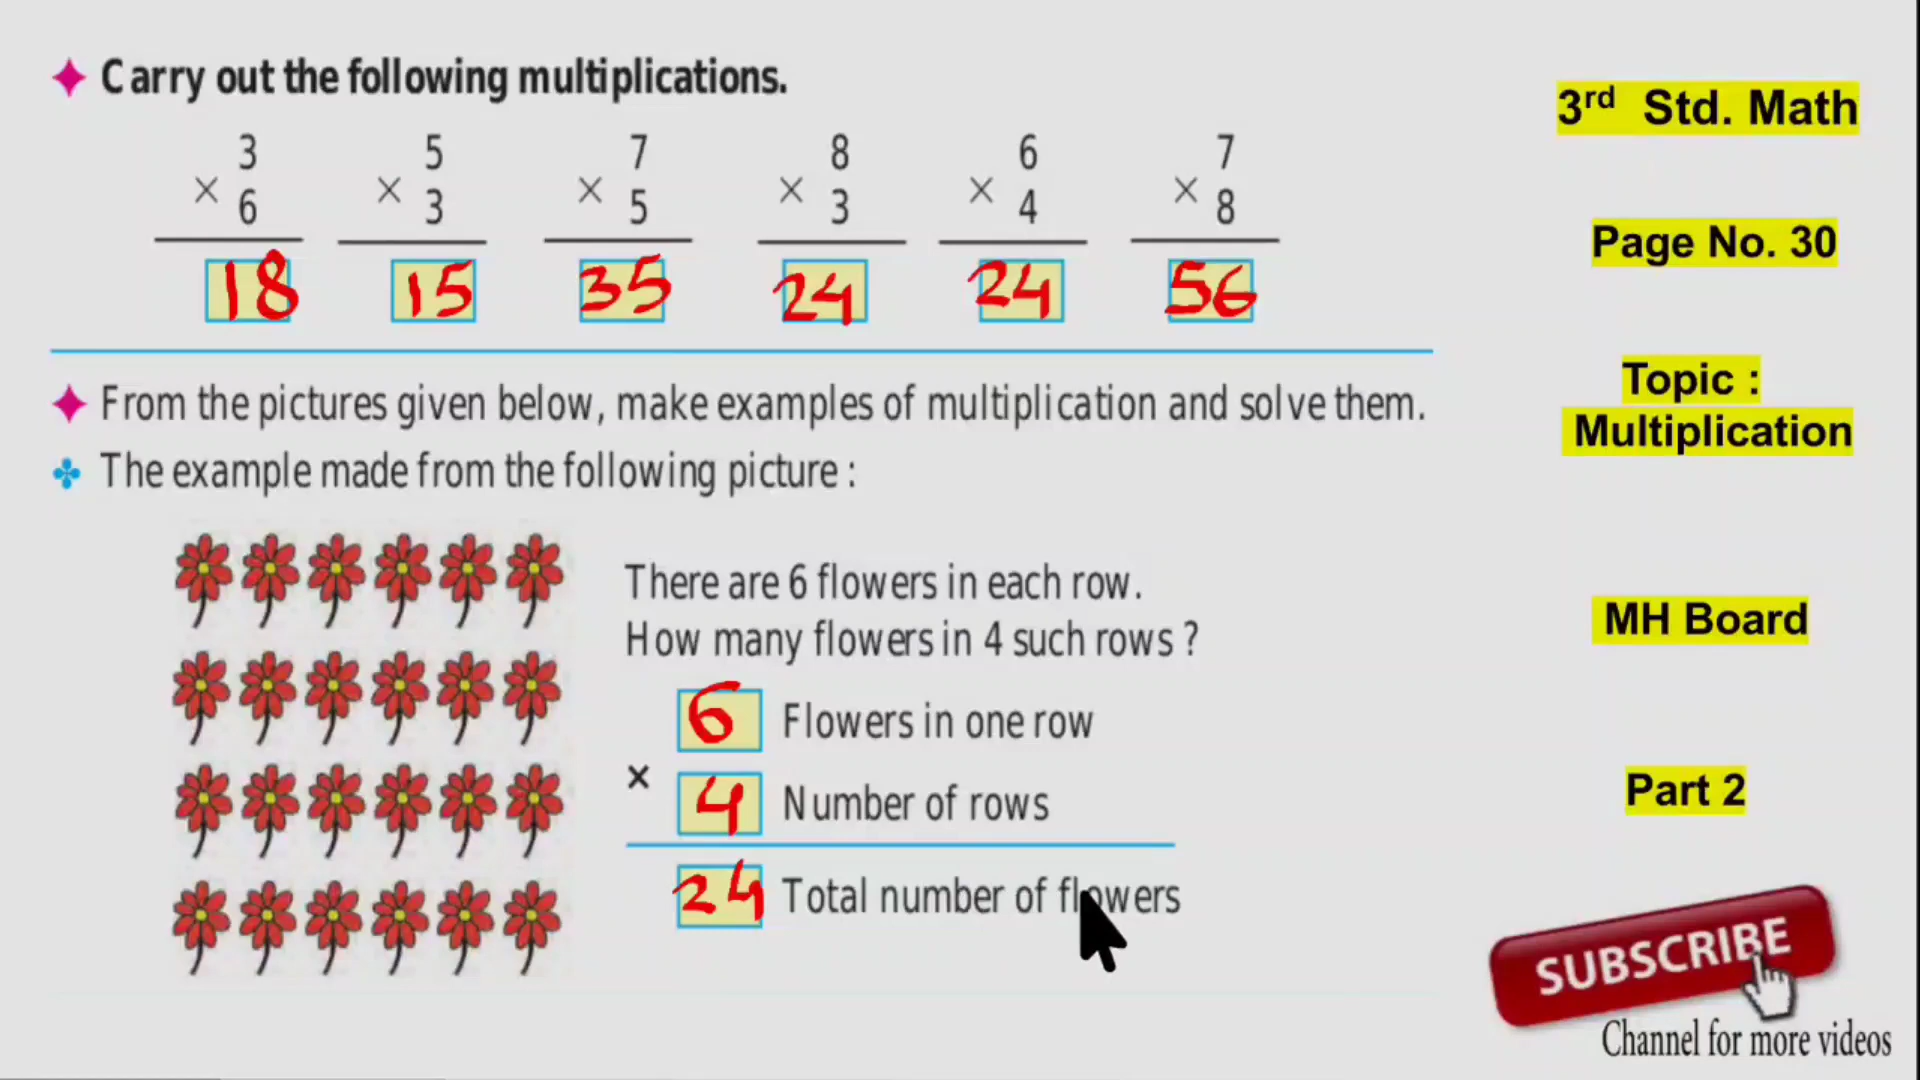 Carry out the following multiplications.
3 5 7 8 6 7
× 6 × 3 × 5 × 3 × 4 × 8
18 15 35 24 24 56
From the pictures given below, make examples of multiplication and solve them.
The example made from the following picture :
There are 6 flowers in each row.
How many flowers in 4 such rows ?
6 Flowers in one row
×
4 Number of rows
24 Total number of flowers
3rd Std. Math
Page No. 30
Topic :
Multiplication
MH Board
Part 2
SUBSCRIBE
Channel for more videos